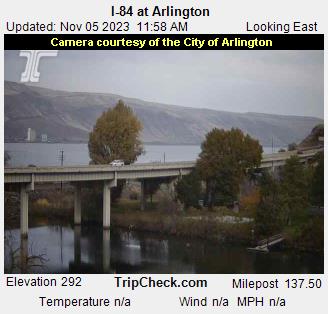 I-84 at Arlington
Updated: Nov 05 2023 11:58 AM Looking East
Camera courtesy of the City of Arlington
Elevation 292 TripCheck.com Milepost 137.50
Temperature n/a Wind n/a MPH n/a